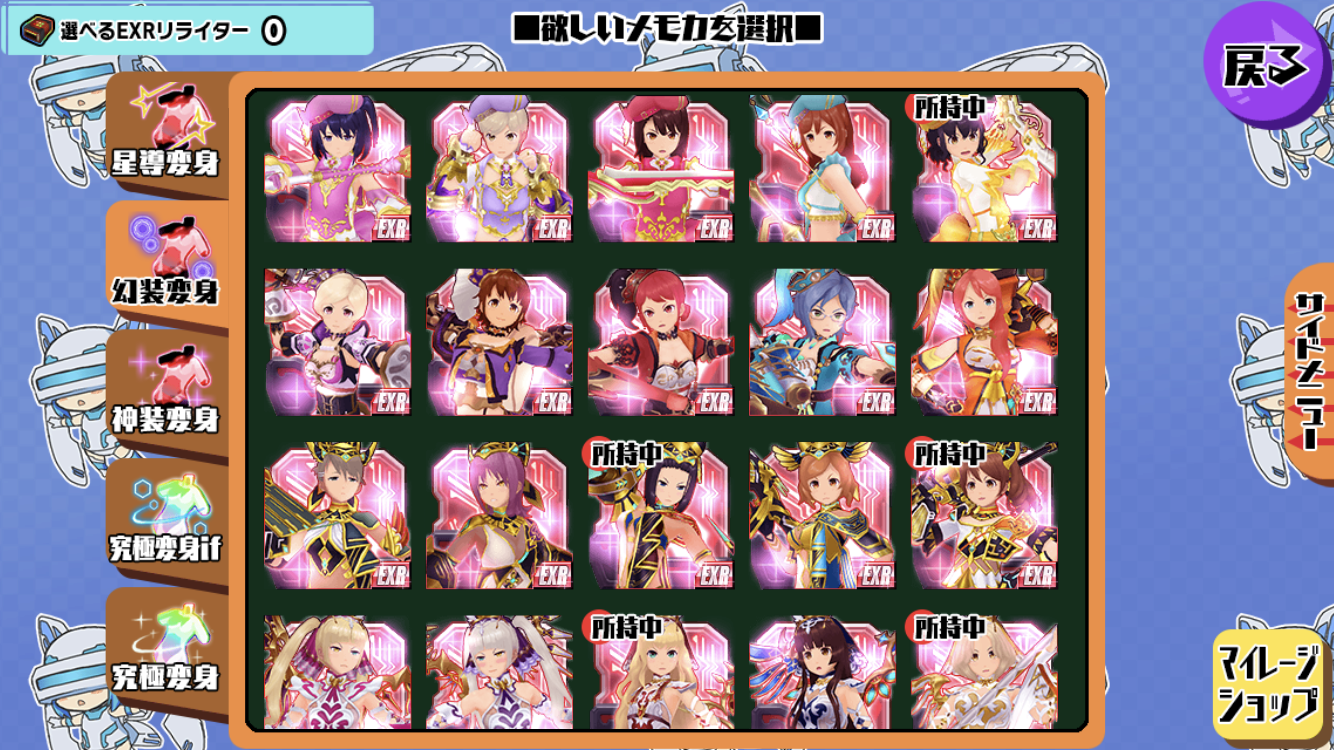 選べるEXRリライター 0
■欲しいメモカを選択■
戻る
星導変身
幻装変身
神装変身
究極変身if
究極変身
所持中
EXR EXR EXR EXR EXR
EXR EXR EXR EXR EXR
所持中 所持中
EXR EXR EXR EXR EXR
所持中 所持中
サイドメニュー
マイレージ
ショップ